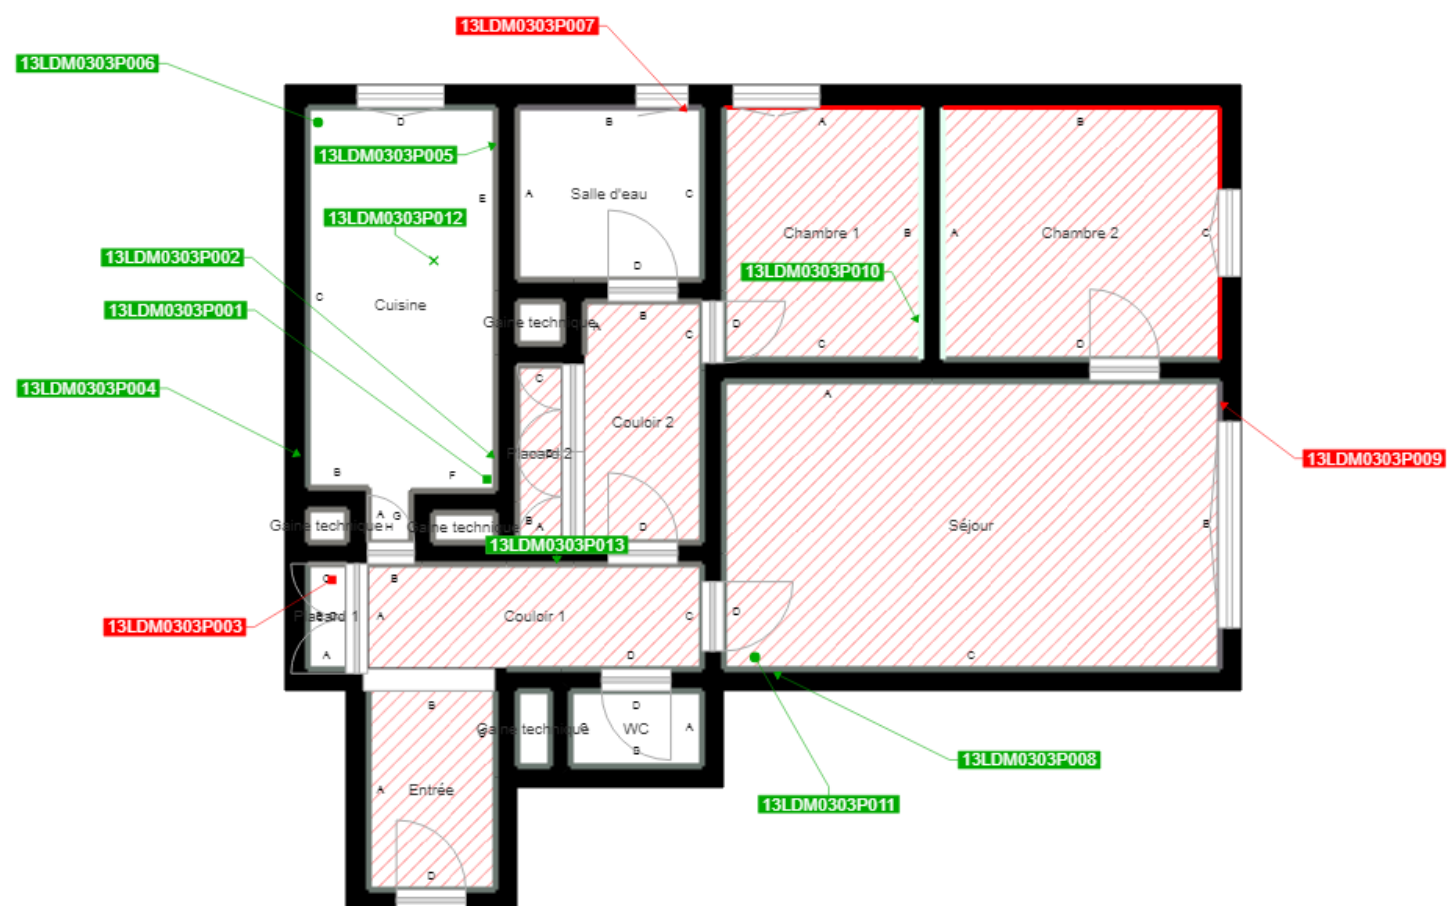 13LDM0303P007
13LDM0303P006
D
B
A
B
13LDM0303P005
Salle d'eau
A
C
E
13LDM0303P012
Chambre 1
B
A
Chambre 2
C
13LDM0303P002
D
13LDM0303P010
C
Cuisine
13LDM0303P001
Gaine technique
A
B
C
D
C
D
13LDM0303P004
C
A
Couloir 2
Placard 2
D
13LDM0303P009
B
F
A
G
H
Gaine technique
Gaine technique
B
A
D
Séjour
B
13LDM0303P013
C
B
Placard 1
A
Couloir 1
C
D
13LDM0303P003
A
D
C
B
D
Gaine technique
WC
A
B
13LDM0303P008
Entrée
A
13LDM0303P011
D